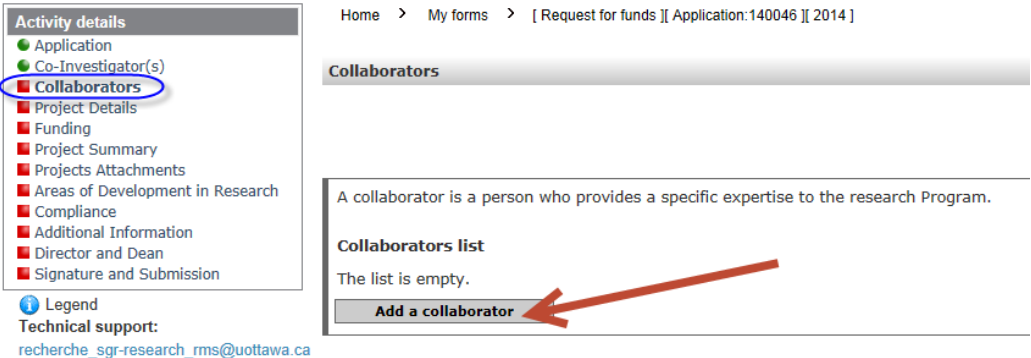 Activity details
Application
Co-Investigator(s)
Collaborators
Project Details
Funding
Project Summary
Projects Attachments
Areas of Development in Research
Compliance
Additional Information
Director and Dean
Signature and Submission
Legend
Technical support:
recherche_sgr-research_rms@uottawa.ca
Home > My forms > [ Request for funds ][ Application:140046 ][ 2014 ]
Collaborators
A collaborator is a person who provides a specific expertise to the research Program.
Collaborators list
The list is empty.
Add a collaborator